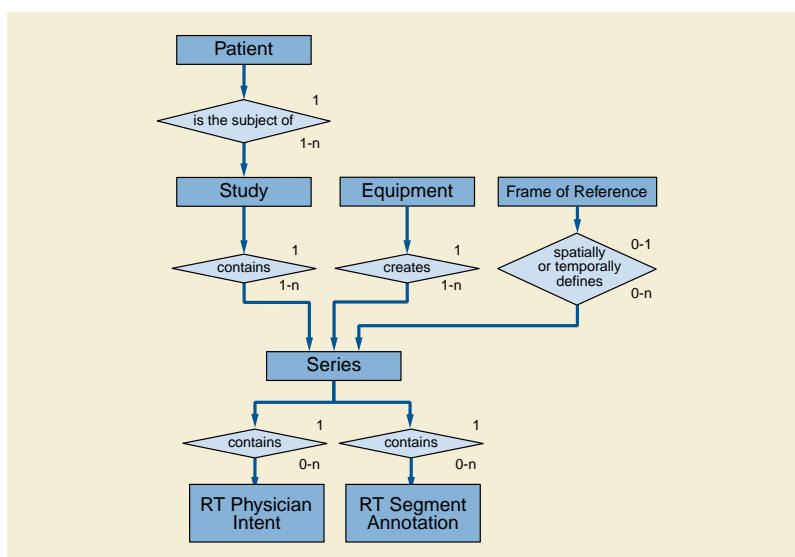 Patient
1
is the subject of
1-n
Study
Equipment
Frame of Reference
1
contains
1-n
1
creates
1-n
0-1
spatially
or temporally
defines
0-n
Series
1
contains
0-n
1
contains
0-n
RT Physician
Intent
RT Segment
Annotation